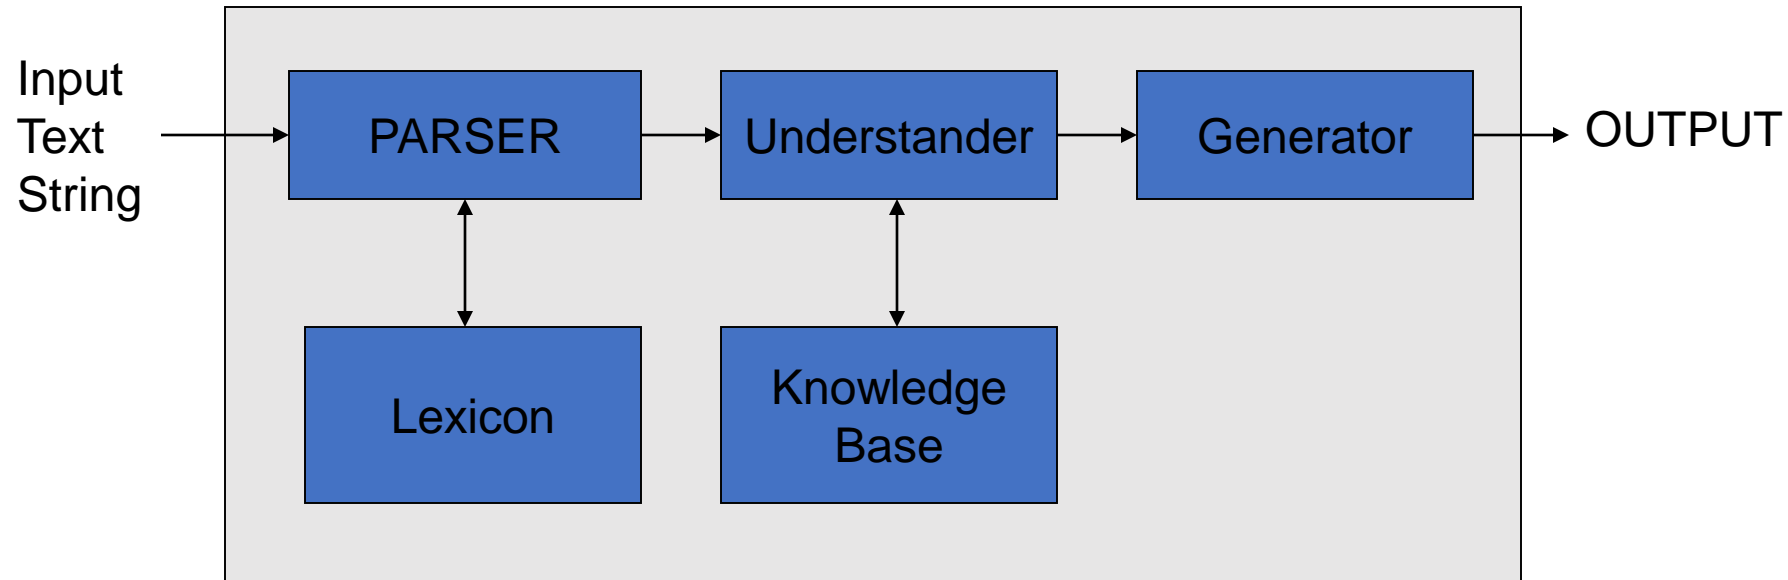 Input
Text
String
PARSER
Understander
Generator
OUTPUT
Lexicon
Knowledge
Base